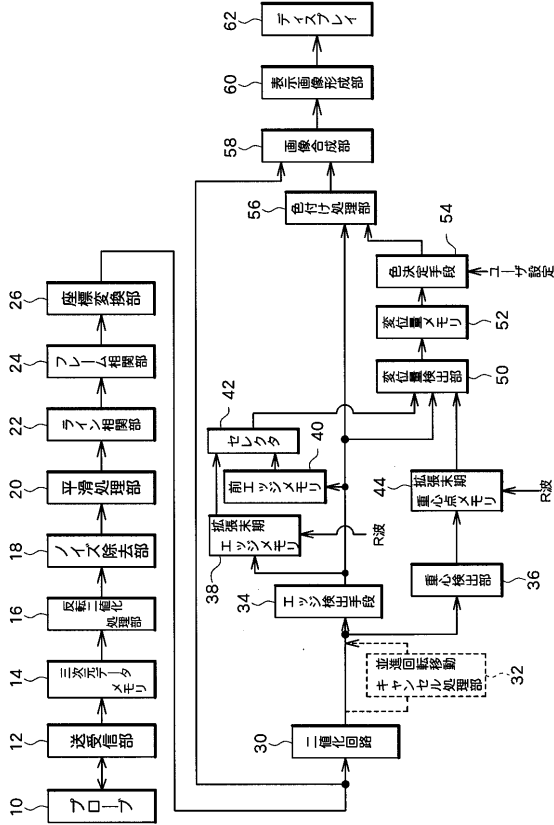 10
プローブ
12
送受信部
14
三次元データ
メモリ
16
反転二値化
処理部
18
ノイズ除去部
20
平滑処理部
22
ライン相関部
24
フレーム相関部
26
座標変換部
30
二値化回路
並進回転移動
キャンセル処理部
32
34
エッジ検出手段
重心検出部
36
38
拡張末期
エッジメモリ
R波
前エッジメモリ
40
42
セレクタ
44
拡張末期
重心点メモリ
R波
変位量検出部
50
変位量メモリ
52
色決定手段
54
ユーザ設定
56
色付け処理部
58
画像合成部
60
表示画像形成部
62
ディスプレイ